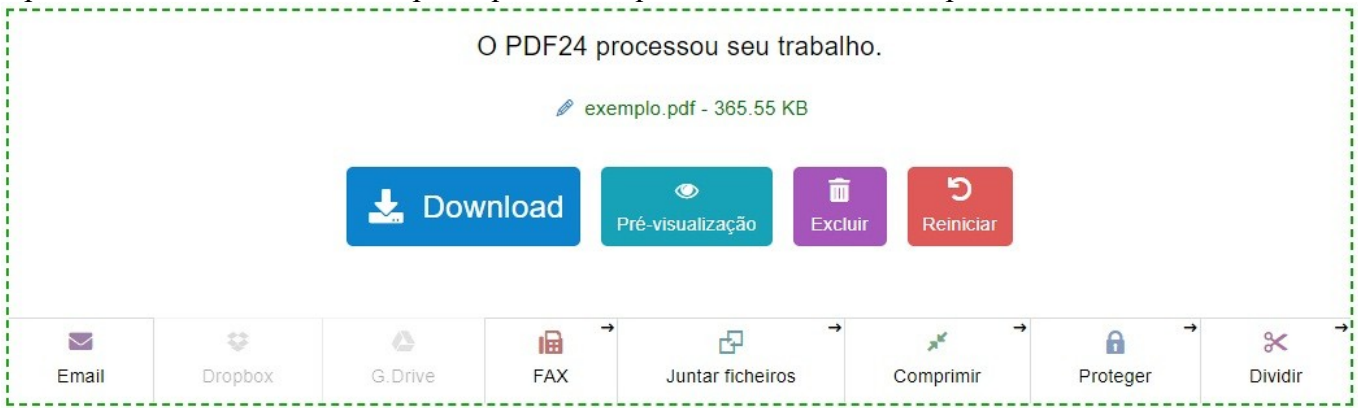 O PDF24 processou seu trabalho.
exemplo.pdf - 365.55 KB
Download
Pré-visualização
Excluir
Reiniciar
Email
Dropbox
G.Drive
FAX
Juntar ficheiros
Comprimir
Proteger
Dividir